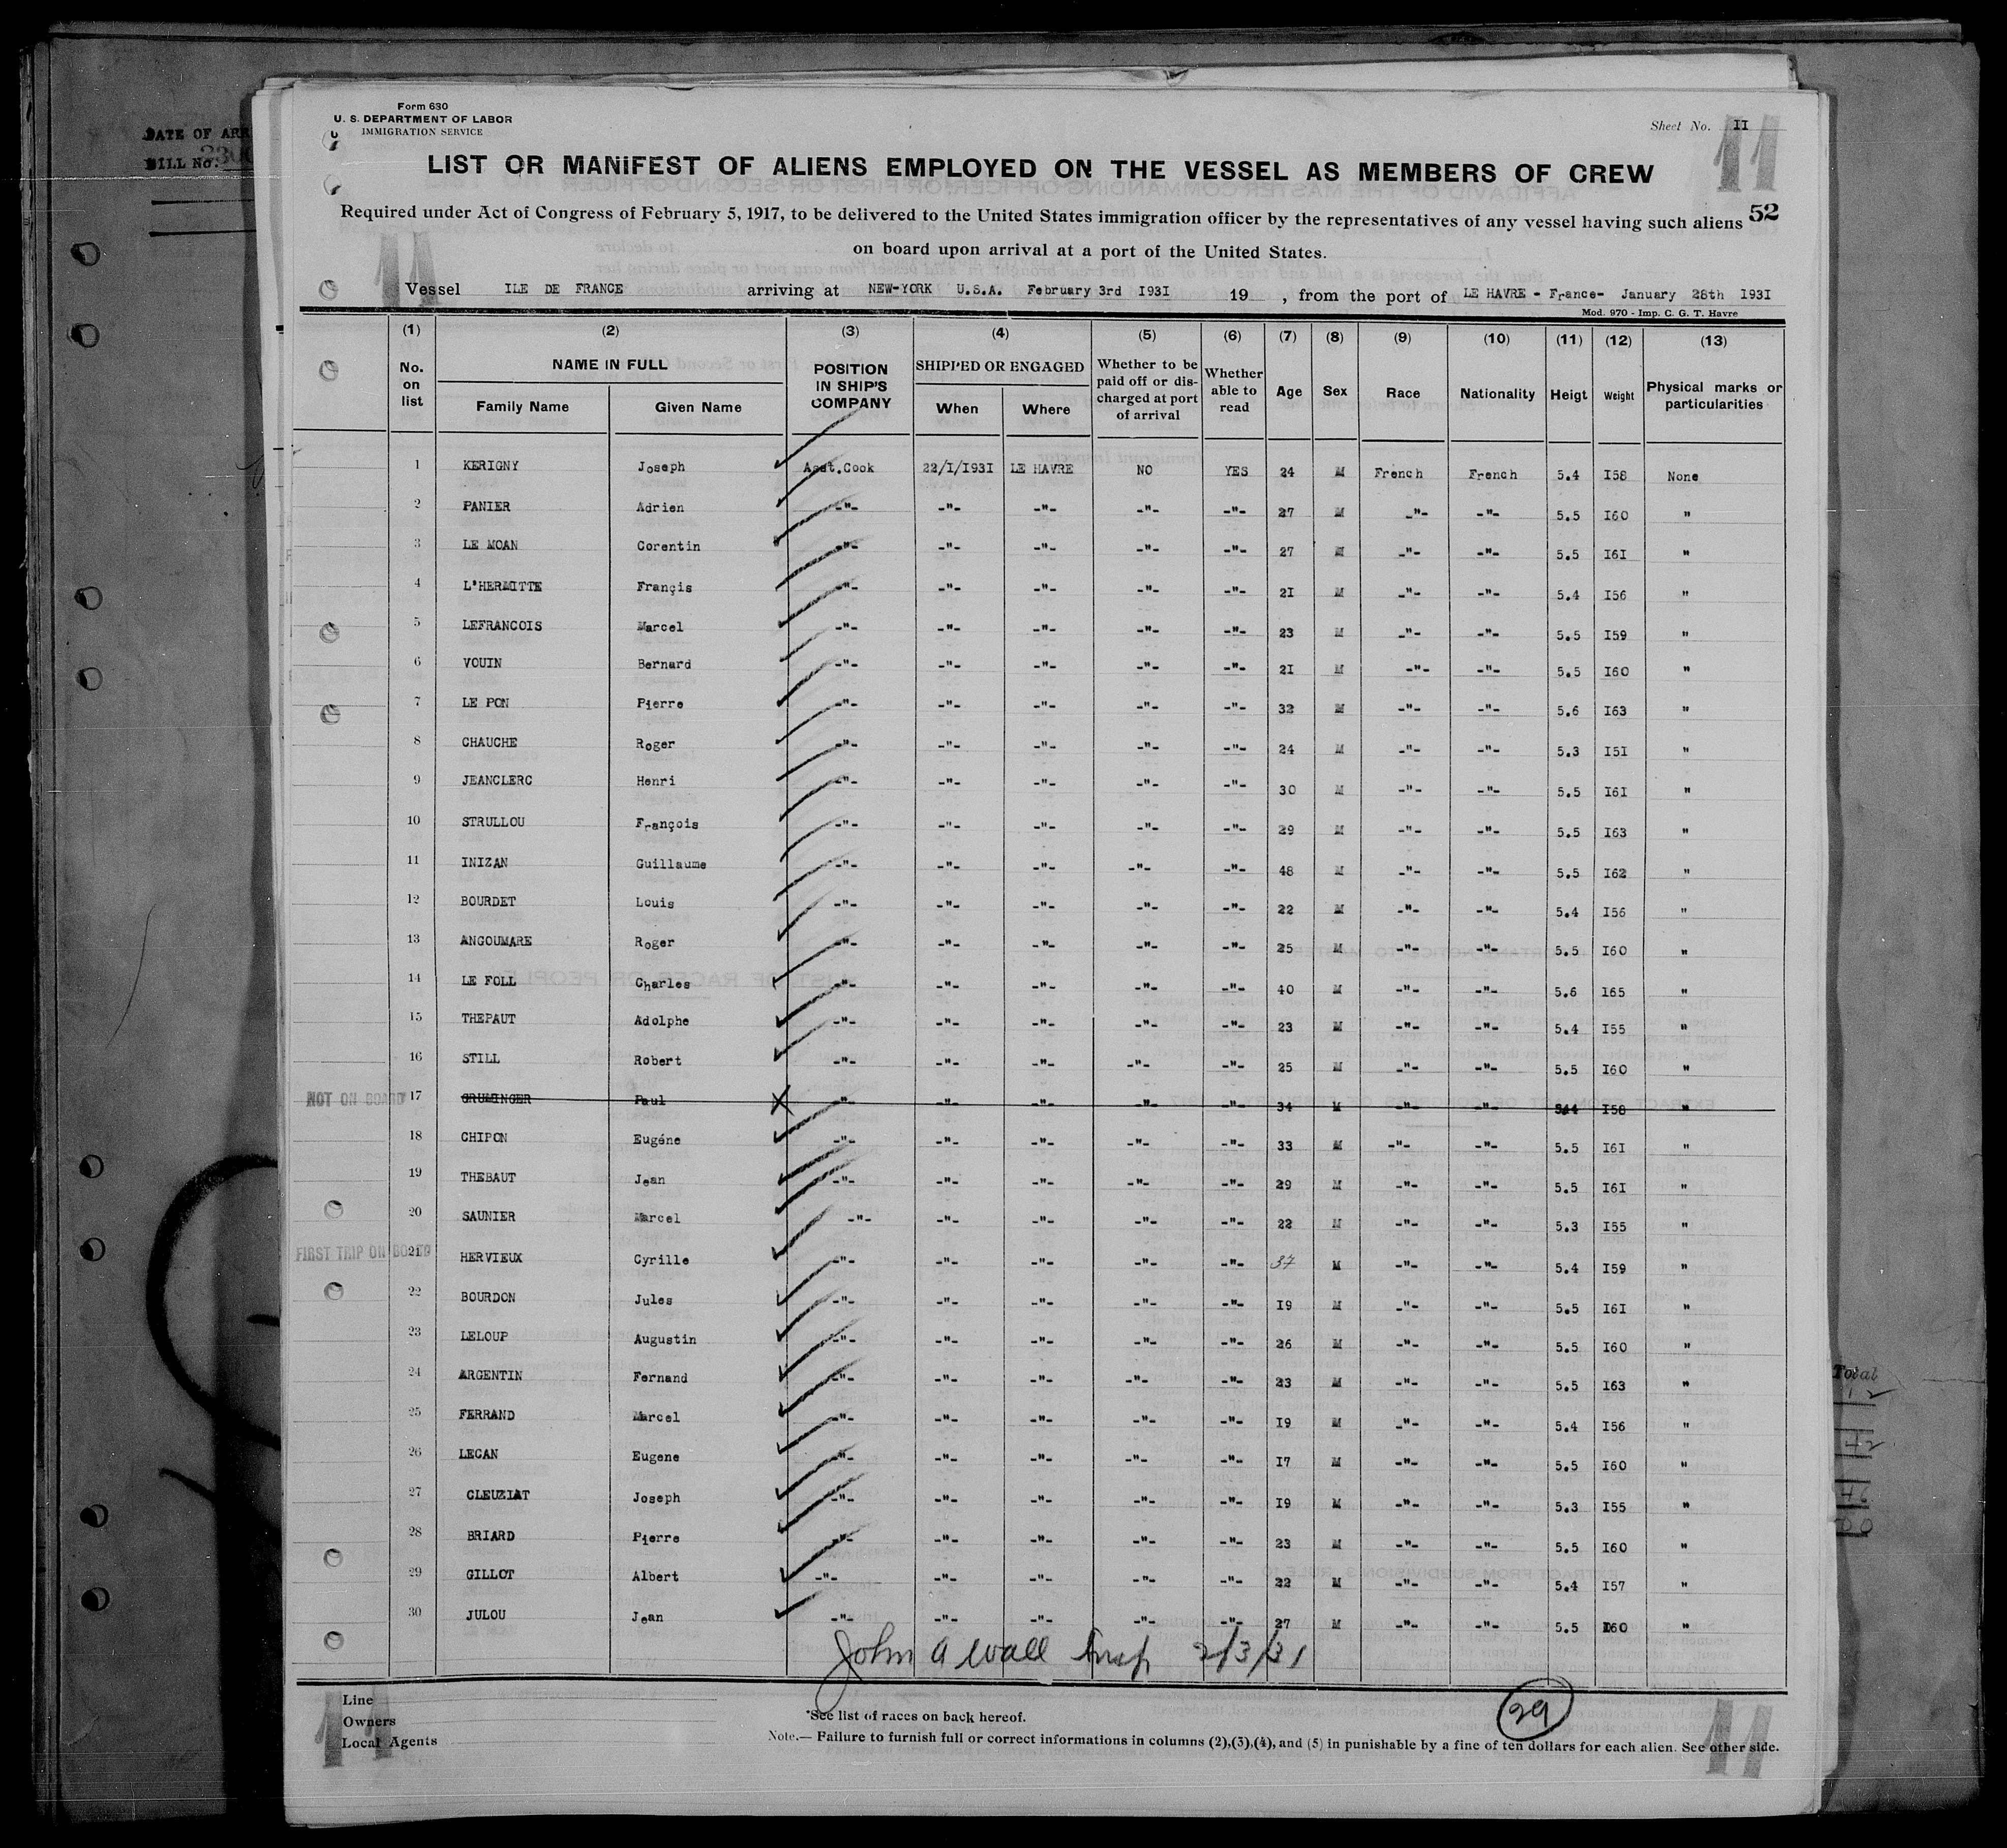 DATE OF ARR
BILL No.
Form 630
U. S. DEPARTMENT OF LABOR
IMMIGRATION SERVICE
Sheet No. II
11
LIST OR MANIFEST OF ALIENS EMPLOYED ON THE VESSEL AS MEMBERS OF CREW
Required under Act of Congress of February 5, 1917, to be delivered to the United States immigration officer by the representatives of any vessel having such aliens 52
on board upon arrival at a port of the United States.
11
Vessel ILE DE FRANCE arriving at NEW-YORK U.S.A. February 3rd I93I 19 , from the port of LE HAVRE - France- January 28th 1931
Mod. 970 - Imp. C. G. T. Havre
(1) (2) (3) (4) (5) (6) (7) (8) (9) (10) (11) (12) (13)
No. on list NAME IN FULL Family Name Given Name POSITION IN SHIP'S COMPANY SHIPPED OR ENGAGED When Where Whether to be paid off or discharged at port of arrival Whether able to read Age Sex Race Nationality Heigt Weight Physical marks or particularities
1 KERIGNY Joseph Asst.Cook 22/I/I93I LE HAVRE NO YES 24 M French French 5.4 I58 None
2 PANIER Adrien -"- -"- -"- -"- -"- 27 M -"- -"- 5.5 I60 "
3 LE MOAN Corentin -"- -"- -"- -"- -"- 27 M -"- -"- 5.5 I6I "
4 L'HERMITTE Françis -"- -"- -"- -"- -"- 2I M -"- -"- 5.4 I56 "
5 LEFRANCOIS Marcel -"- -"- -"- -"- -"- 23 M -"- -"- 5.5 I59 "
6 VOUIN Bernard -"- -"- -"- -"- -"- 2I M -"- -"- 5.5 I60 "
7 LE PON Pierre -"- -"- -"- -"- -"- 32 M -"- -"- 5.6 I63 "
8 CHAUCHE Roger -"- -"- -"- -"- -"- 24 M -"- -"- 5.3 I5I "
9 JEANCLERC Henri -"- -"- -"- -"- -"- 30 M -"- -"- 5.5 I6I "
10 STRULLOU François -"- -"- -"- -"- -"- 29 M -"- -"- 5.5 I63 "
11 INIZAN Guillaume -"- -"- -"- -"- -"- 48 M -"- -"- 5.5 I62 "
12 BOURDET Louis -"- -"- -"- -"- -"- 22 M -"- -"- 5.4 I56 "
13 ANGOUMARE Roger -"- -"- -"- -"- -"- 25 M -"- -"- 5.5 I60 "
14 LE FOLL Charles -"- -"- -"- -"- -"- 40 M -"- -"- 5.6 I65 "
15 THEPAUT Adolphe -"- -"- -"- -"- -"- 23 M -"- -"- 5.4 I55 "
16 STILL Robert -"- -"- -"- -"- -"- 25 M -"- -"- 5.5 I60 "
NOT ON BOARD 17 GRUMINGER Paul -"- -"- -"- -"- -"- 34 M -"- -"- 5.4 I58 "
18 CHIPON Eugéne -"- -"- -"- -"- -"- 33 M -"- -"- 5.5 I6I "
19 THEBAUT Jean -"- -"- -"- -"- -"- 29 M -"- -"- 5.5 I6I "
20 SAUNIER Marcel -"- -"- -"- -"- -"- 22 M -"- -"- 5.3 I55 "
FIRST TRIP ON BOARD 21 HERVIEUX Cyrille -"- -"- -"- -"- -"- 37 M -"- -"- 5.4 I59 "
22 BOURDON Jules -"- -"- -"- -"- -"- I9 M -"- -"- 5.5 I6I "
23 LELOUP Augustin -"- -"- -"- -"- -"- 26 M -"- -"- 5.5 I60 "
24 ARGENTIN Fernand -"- -"- -"- -"- -"- 23 M -"- -"- 5.5 I63 "
25 FERRAND Marcel -"- -"- -"- -"- -"- I9 M -"- -"- 5.4 I56 "
26 LECAN Eugene -"- -"- -"- -"- -"- I7 M -"- -"- 5.5 I60 "
27 CLEUZIAT Joseph -"- -"- -"- -"- -"- I9 M -"- -"- 5.3 I55 "
28 BRIARD Pierre -"- -"- -"- -"- -"- 23 M -"- -"- 5.5 I60 "
29 GILLOT Albert -"- -"- -"- -"- -"- 22 M -"- -"- 5.4 I57 "
30 JULOU Jean -"- -"- -"- -"- -"- 27 M -"- -"- 5.5 I60 "
John A Wall Insp 2/3/31
Line
Owners
Local Agents
*See list of races on back hereof.
29
Note.— Failure to furnish full or correct informations in columns (2),(3),(4), and (5) in punishable by a fine of ten dollars for each alien. See other side.
11
11
Total